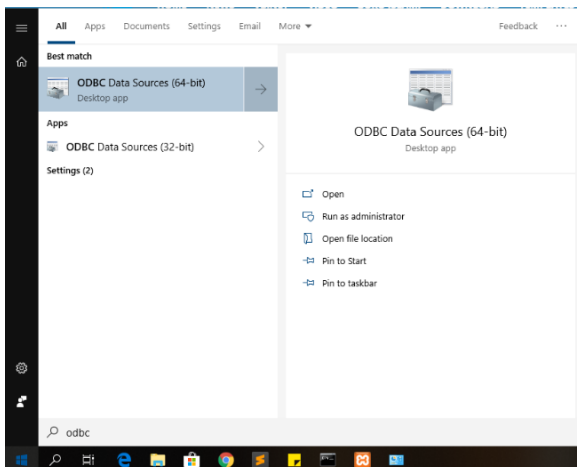 All Apps Documents Settings Email More Feedback ...
Best match
ODBC Data Sources (64-bit)
Desktop app
Apps
ODBC Data Sources (32-bit)
Settings (2)
ODBC Data Sources (64-bit)
Desktop app
Open
Run as administrator
Open file location
Pin to Start
Pin to taskbar
odbc